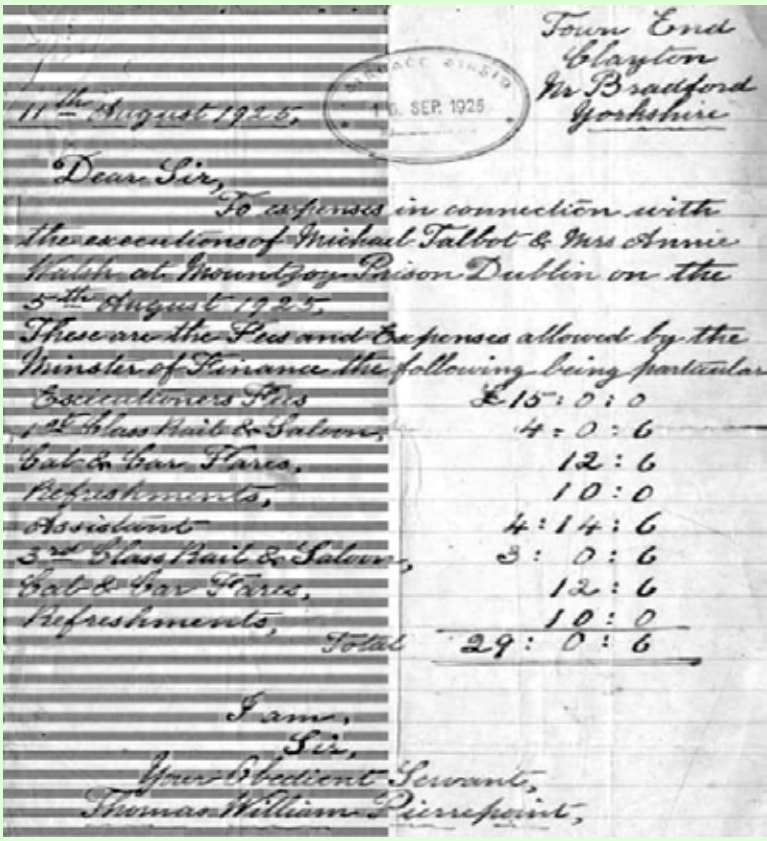 Town End
Clayton
Nr Bradford
Yorkshire
16. SEP. 1925
11th August 1925,
Dear Sir,
To expenses in connection with
the executions of Michael Talbot & Mrs Annie
Walsh at Mountjoy Prison Dublin on the
5th August 1925,
These are the Fees and Expenses allowed by the
Minster of Finance the following being particular
Executioners Fees £15:0:0
1st Class Rail & Saloon, 4=0:6
Cab & Car Fares, 12:6
Refreshments, 10:0
Assistant 4:14:6
3rd Class Rail & Saloon, 3:0:6
Cab & Car Fares, 12:6
Refreshments, 10:0
Total 29:0:6
I am,
Sir,
Your Obedient Servant,
Thomas William Pierrepoint,